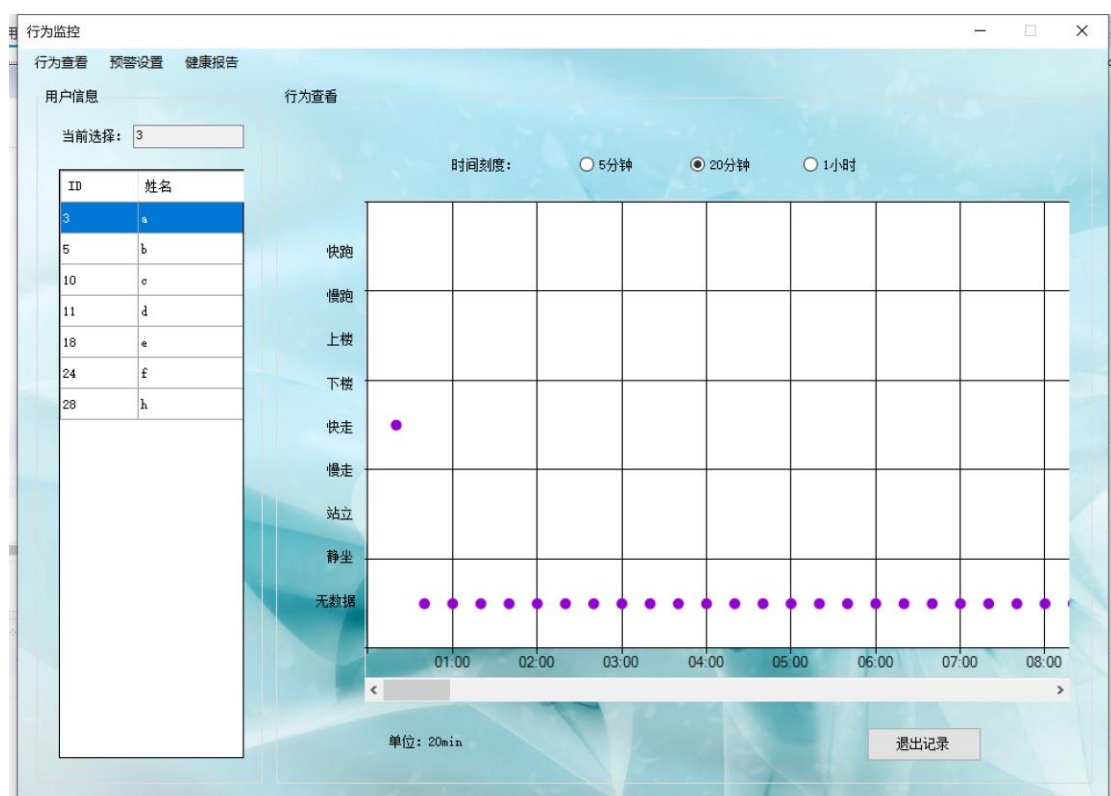 行为监控
行为查看 预警设置 健康报告
用户信息
当前选择： 3
ID 姓名
3 a
5 b
10 c
11 d
18 e
24 f
28 h
行为查看
时间刻度： 5分钟 20分钟 1小时
快跑
慢跑
上楼
下楼
快走
慢走
站立
静坐
无数据
01:00 02:00 03:00 04:00 05:00 06:00 07:00 08:00
单位：20min
退出记录